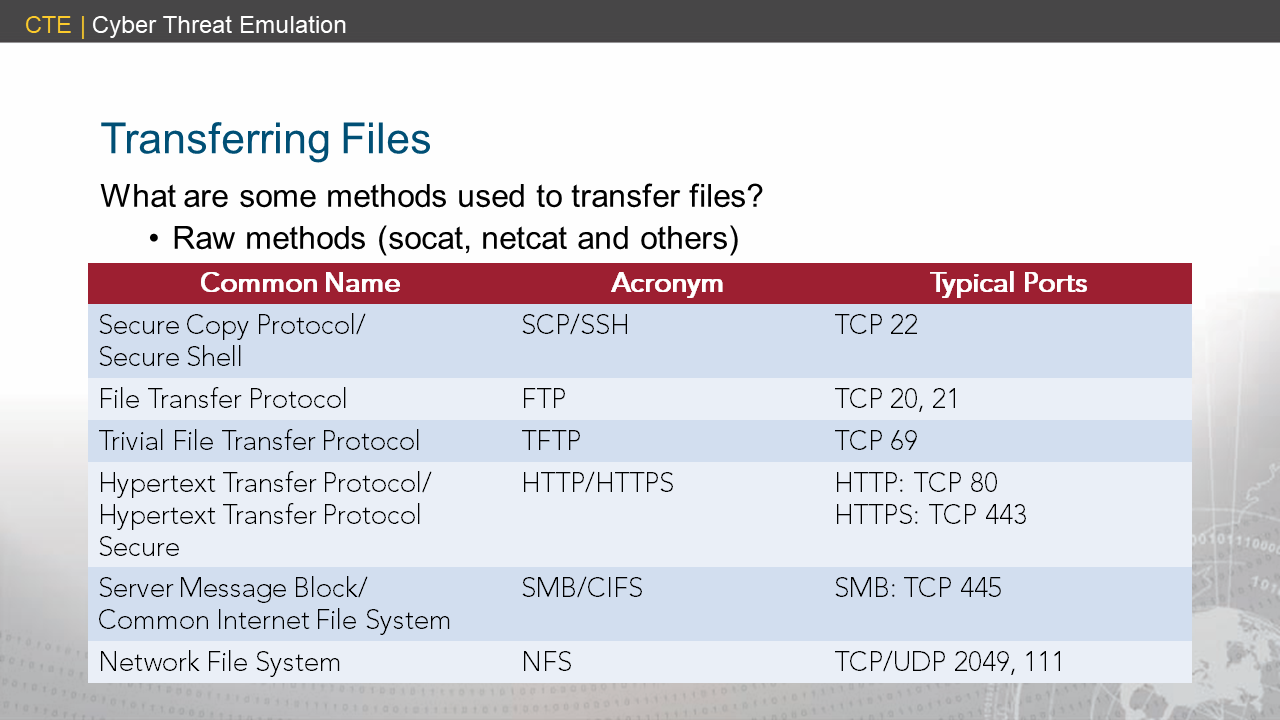 CTE | Cyber Threat Emulation
Transferring Files
What are some methods used to transfer files?
• Raw methods (socat, netcat and others)
Common Name Acronym Typical Ports
Secure Copy Protocol/ SCP/SSH TCP 22
Secure Shell
File Transfer Protocol FTP TCP 20, 21
Trivial File Transfer Protocol TFTP TCP 69
Hypertext Transfer Protocol/ HTTP/HTTPS HTTP: TCP 80
Hypertext Transfer Protocol HTTPS: TCP 443
Secure
Server Message Block/ SMB/CIFS SMB: TCP 445
Common Internet File System
Network File System NFS TCP/UDP 2049, 111